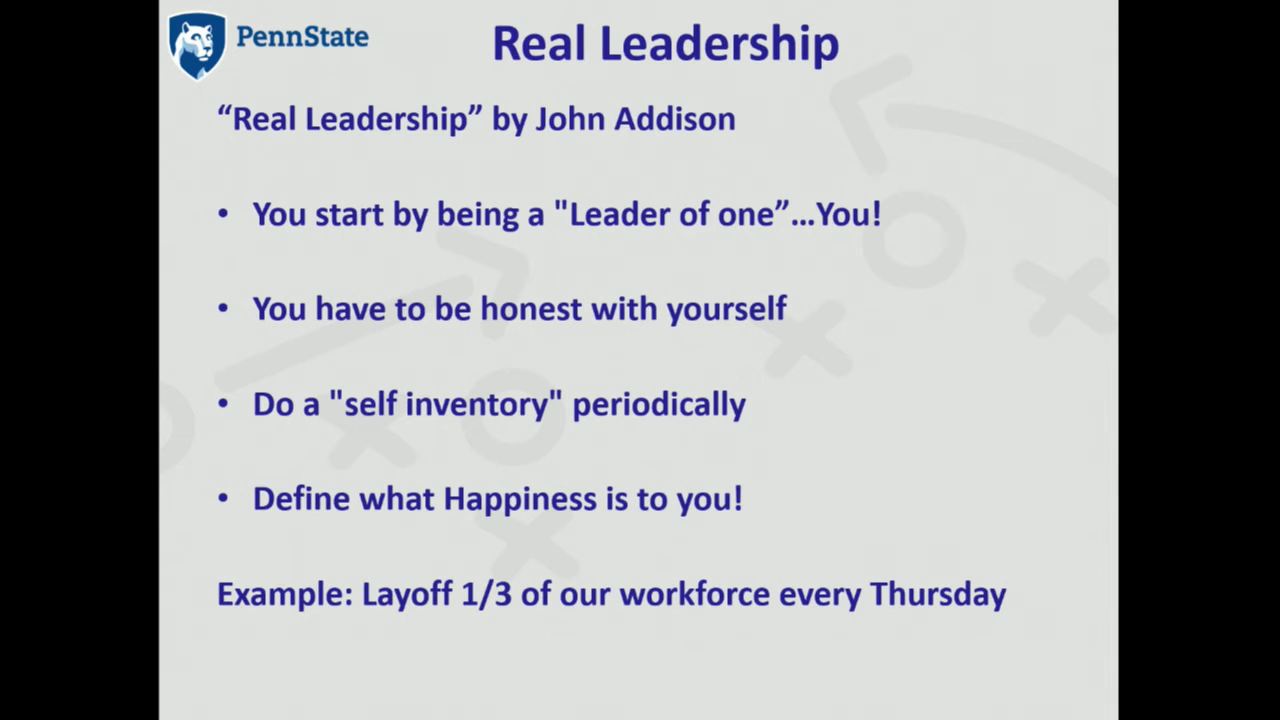 PennState
Real Leadership
“Real Leadership” by John Addison
• You start by being a "Leader of one”…You!
• You have to be honest with yourself
• Do a "self inventory" periodically
• Define what Happiness is to you!
Example: Layoff 1/3 of our workforce every Thursday